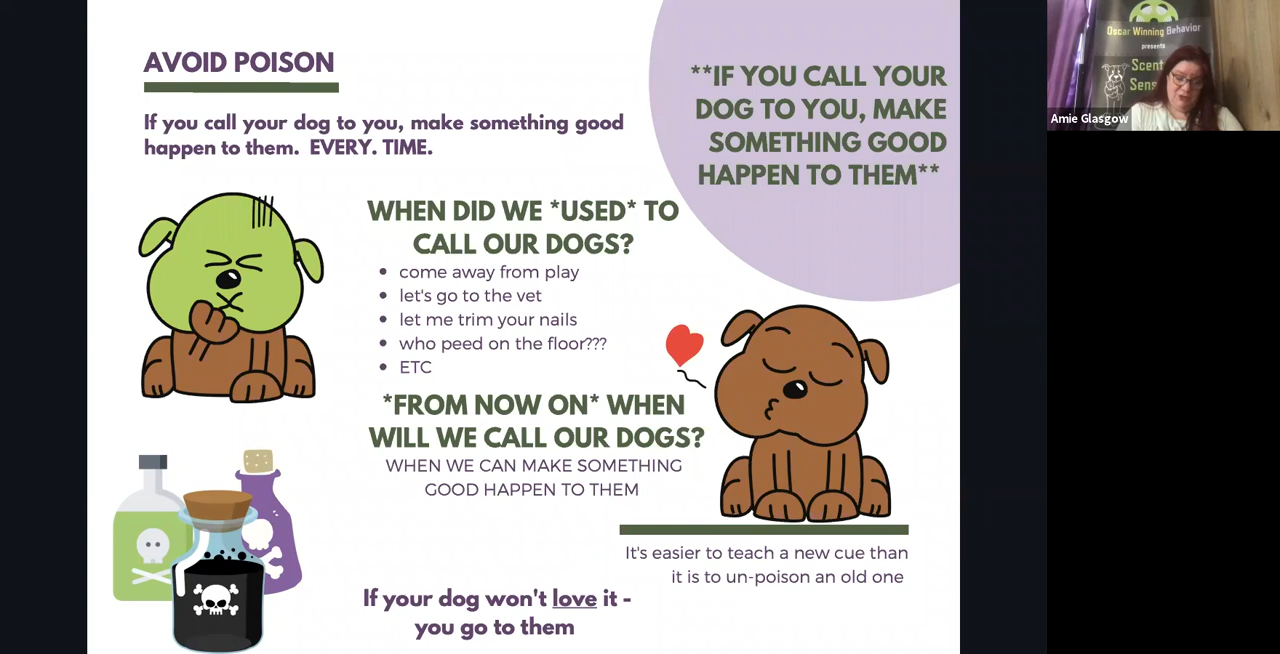 AVOID POISON
If you call your dog to you, make something good
happen to them. EVERY. TIME.
**IF YOU CALL YOUR
DOG TO YOU, MAKE
SOMETHING GOOD
HAPPEN TO THEM**
WHEN DID WE *USED* TO
CALL OUR DOGS?
• come away from play
• let's go to the vet
• let me trim your nails
• who peed on the floor???
• ETC
*FROM NOW ON* WHEN
WILL WE CALL OUR DOGS?
WHEN WE CAN MAKE SOMETHING
GOOD HAPPEN TO THEM
It's easier to teach a new cue than
it is to un-poison an old one
If your dog won't love it -
you go to them
Oscar Winning Behavior
presents
Scent
Sens
Amie Glasgow